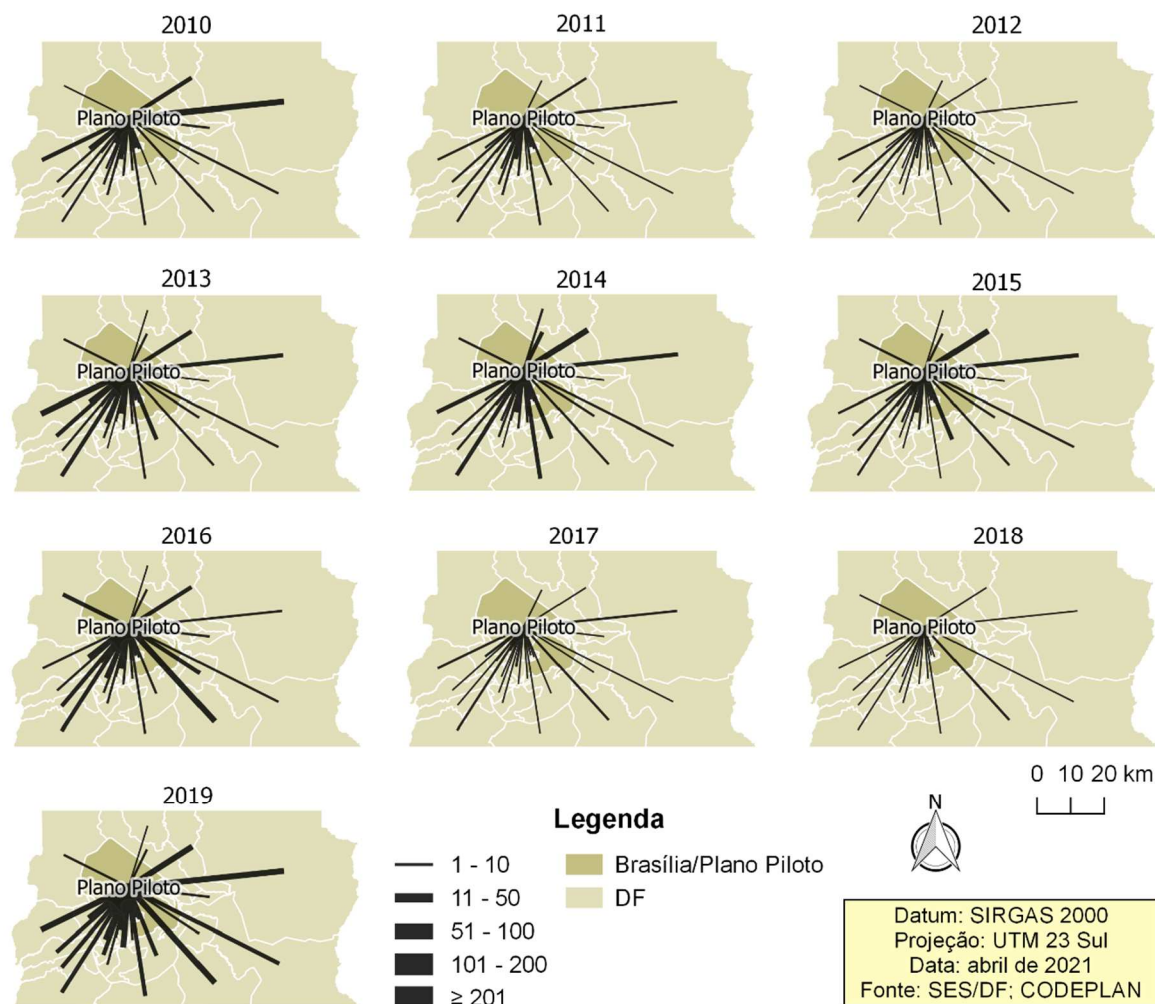 2010
2011
2012
Plano Piloto
Plano Piloto
Plano Piloto
2013
2014
2015
Plano Piloto
Plano Piloto
Plano Piloto
2016
2017
2018
Plano Piloto
Plano Piloto
Plano Piloto
2019
Plano Piloto
0 10 20 km
N
Legenda
1 - 10
11 - 50
51 - 100
101 - 200
≥ 201
Brasília/Plano Piloto
DF
Datum: SIRGAS 2000
Projeção: UTM 23 Sul
Data: abril de 2021
Fonte: SES/DF; CODEPLAN